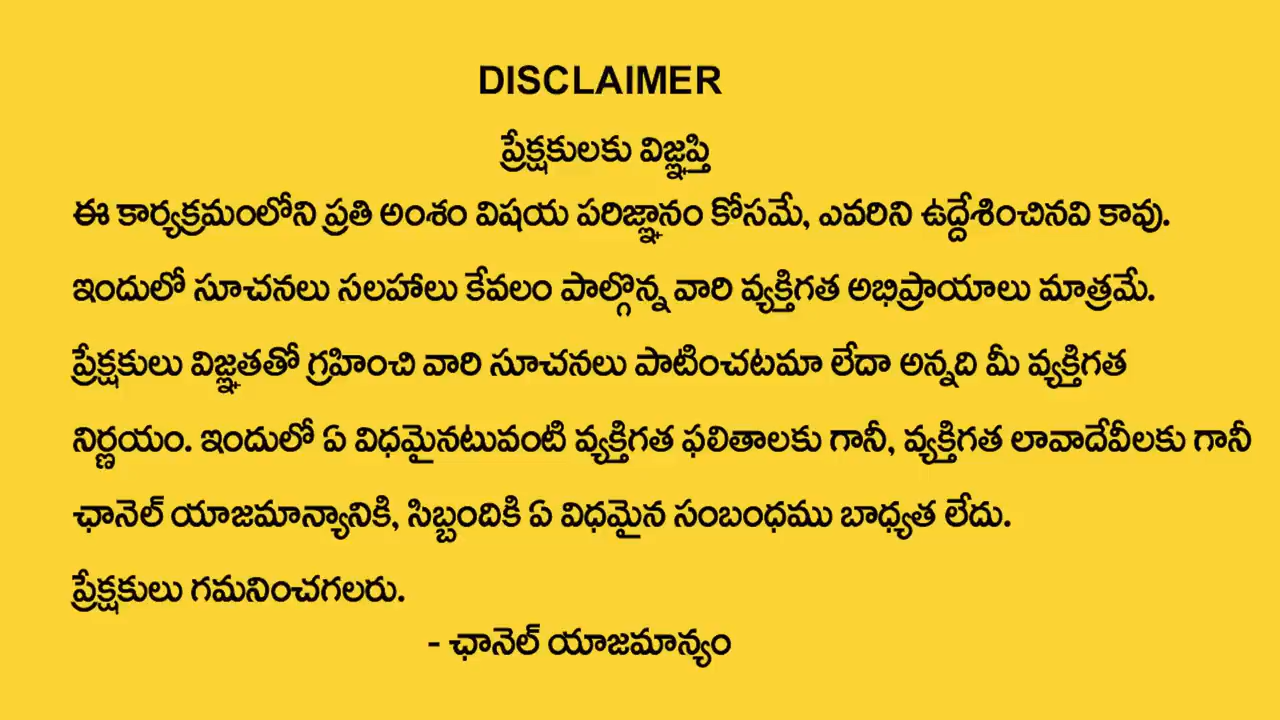 DISCLAIMER
ప్రేక్షకులకు విజ్ఞప్తి
ఈ కార్యక్రమంలోని ప్రతి అంశం విషయ పరిజ్ఞానం కోసమే, ఎవరిని ఉద్దేశించినవి కావు.
ఇందులో సూచనలు సలహాలు కేవలం పాల్గొన్న వారి వ్యక్తిగత అభిప్రాయాలు మాత్రమే.
ప్రేక్షకులు విజ్ఞతతో గ్రహించి వారి సూచనలు పాటించటమా లేదా అన్నది మీ వ్యక్తిగత
నిర్ణయం. ఇందులో ఏ విధమైనటువంటి వ్యక్తిగత ఫలితాలకు గానీ, వ్యక్తిగత లావాదేవీలకు గానీ
ఛానెల్ యాజమాన్యానికి, సిబ్బందికి ఏ విధమైన సంబంధము బాధ్యత లేదు.
ప్రేక్షకులు గమనించగలరు.
- ఛానెల్ యాజమాన్యం